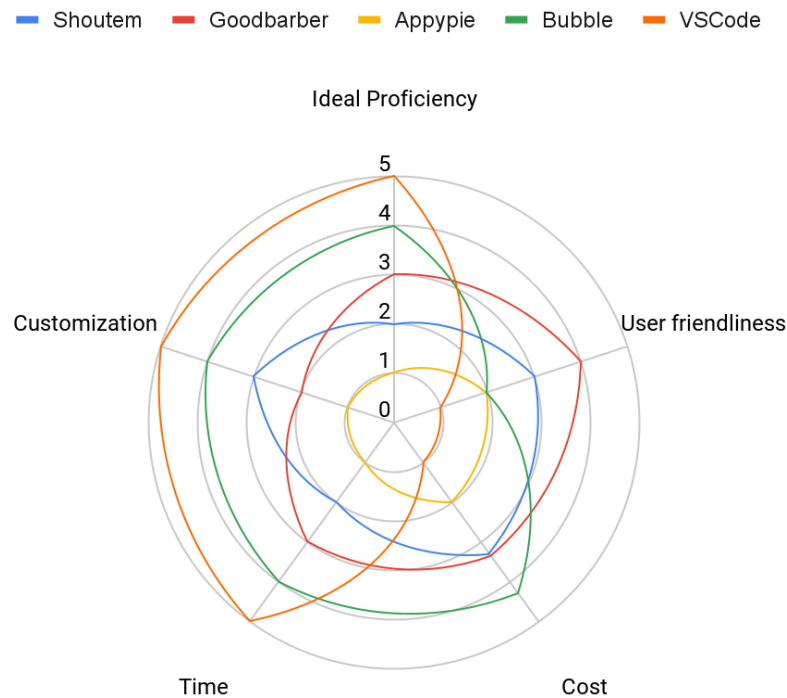 Shoutem Goodbarber Appypie Bubble VSCode
Ideal Proficiency
5
4
3
2
1
0
Customization
User friendliness
Time
Cost